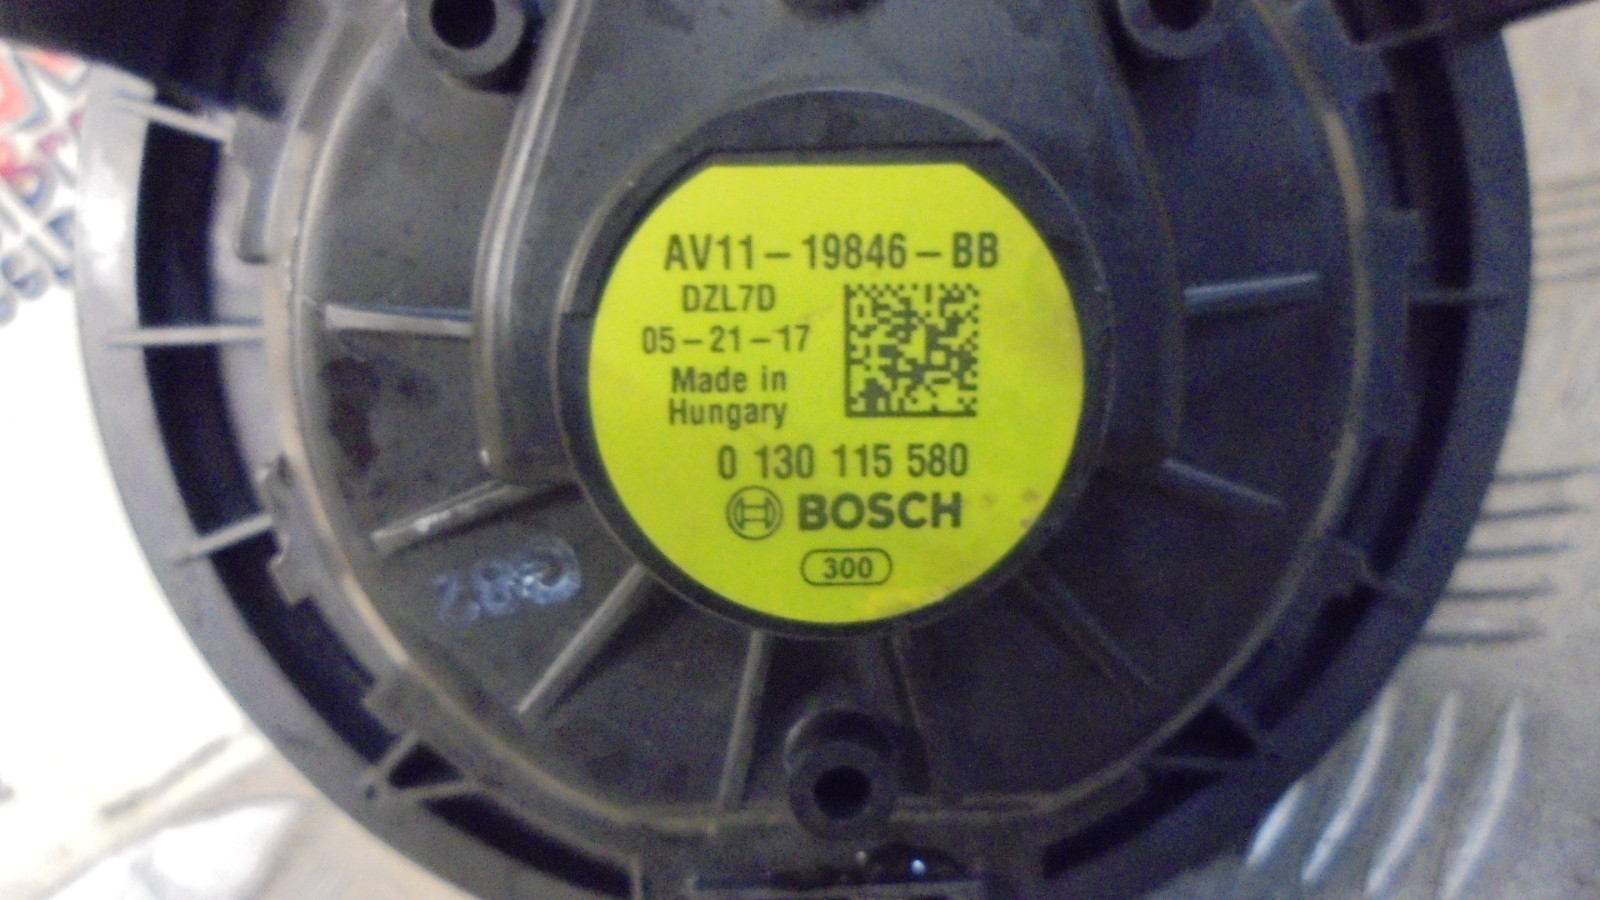 AV11-19846-BB
DZL7D
05-21-17
Made in
Hungary
0 130 115 580
BOSCH
300